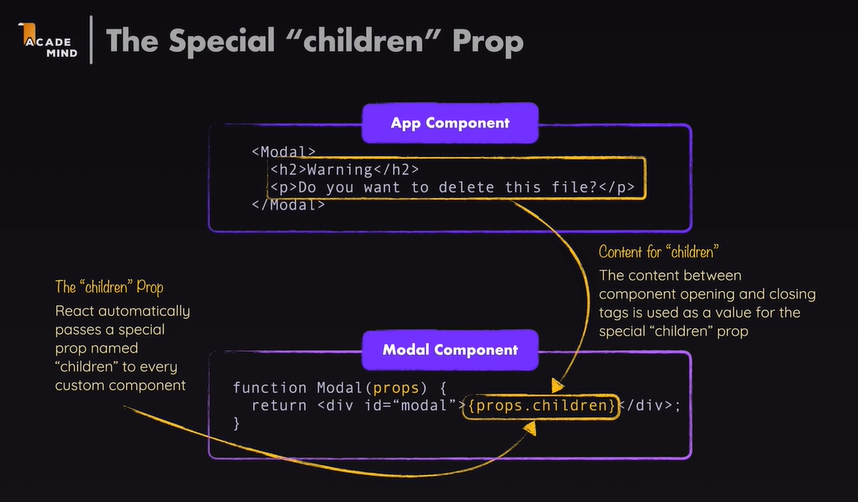 ACADE
MIND
The Special “children” Prop
App Component
<Modal>
<h2>Warning</h2>
<p>Do you want to delete this file?</p>
</Modal>
Content for “children”
The content between
component opening and closing
tags is used as a value for the
special “children” prop
The “children” Prop
React automatically
passes a special
prop named
“children” to every
custom component
Modal Component
function Modal(props) {
return <div id=“modal”>{props.children}</div>;
}